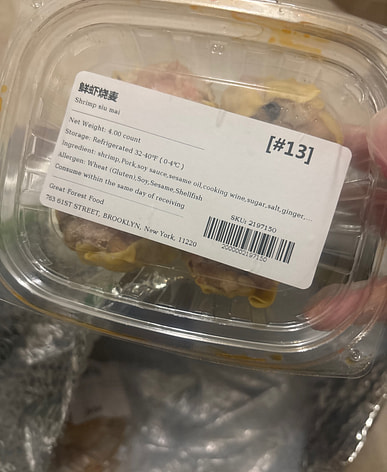 鲜虾烧麦
Shrimp siu mai
Net Weight: 4.00 count
Storage: Refrigerated 32-40°F [ 0-4°C ]
Ingredient: shrimp,Pork,soy sauce,sesame oil,cooking wine,sugar,salt,ginger,...
Allergen: Wheat (Gluten),Soy,Sesame,Shellfish
Consume within the same day of receiving
Great Forest Food
783 61ST STREET, BROOKLYN, New York, 11220
[#13]
SKU: 2197150
2000002197150